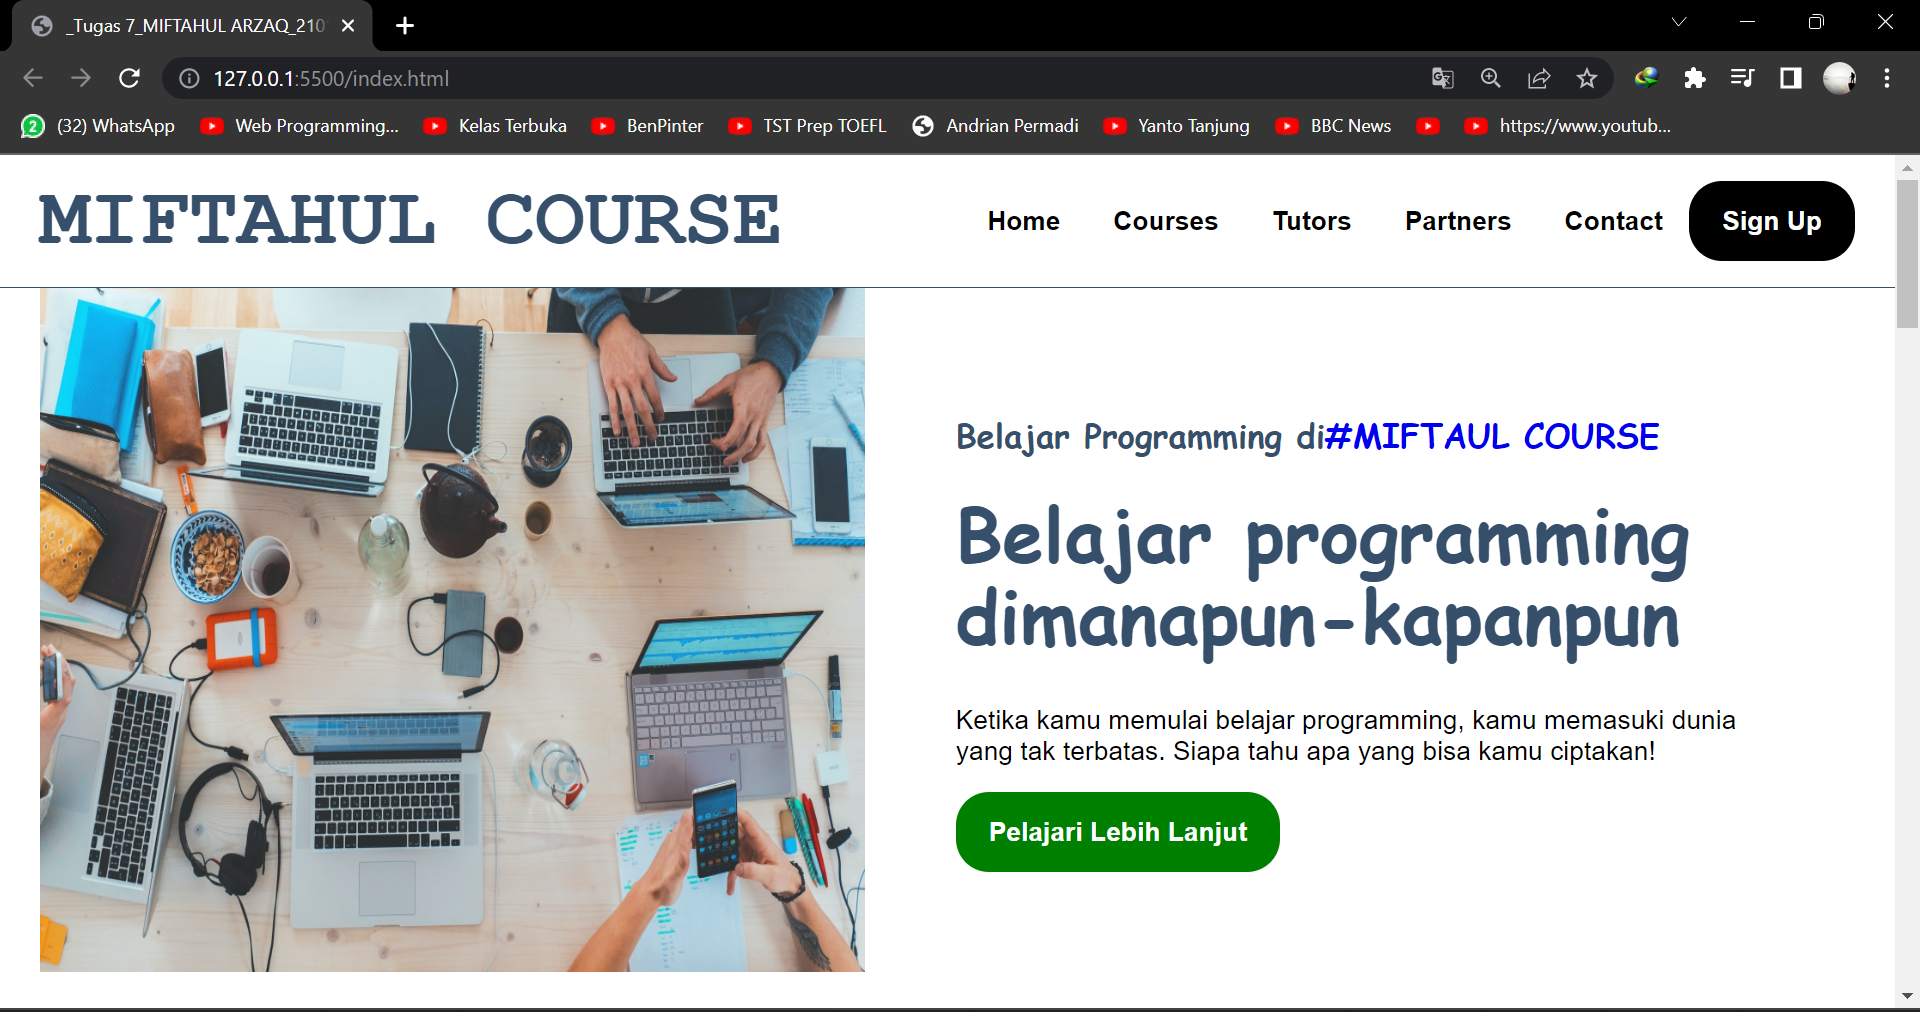 _Tugas 7_MIFTAHUL ARZAQ_210
127.0.0.1:5500/index.html
(32) WhatsApp
Web Programming...
Kelas Terbuka
BenPinter
TST Prep TOEFL
Andrian Permadi
Yanto Tanjung
BBC News
https://www.youtub...
MIFTAHUL COURSE
Home
Courses
Tutors
Partners
Contact
Sign Up
Belajar Programming di#MIFTAUL COURSE
Belajar programming
dimanapun-kapanpun
Ketika kamu memulai belajar programming, kamu memasuki dunia
yang tak terbatas. Siapa tahu apa yang bisa kamu ciptakan!
Pelajari Lebih Lanjut